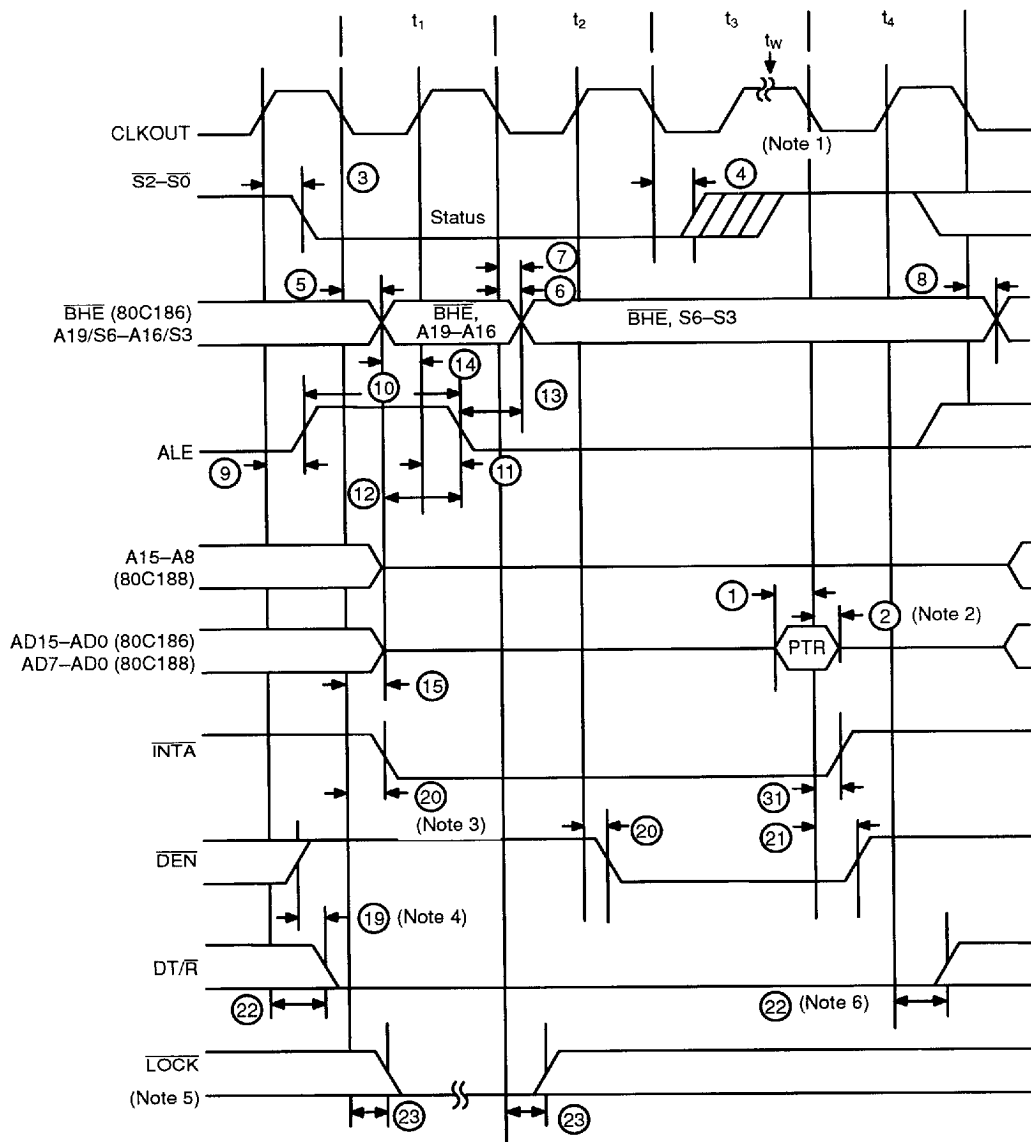 t1 t2 t3 t4
tW
CLKOUT
(Note 1)
S2–S0 3 4
Status
7
5 6 8
BHE (80C186) BHE, BHE, S6–S3
A19/S6–A16/S3 A19–A16
14
10 13
ALE
9 11
12
A15–A8
(80C188)
1
2 (Note 2)
AD15–AD0 (80C186) PTR
AD7–AD0 (80C188)
15
INTA
20 31
(Note 3)
20 21
DEN
19 (Note 4)
DT/R
22 22 (Note 6)
LOCK
(Note 5) 23 23